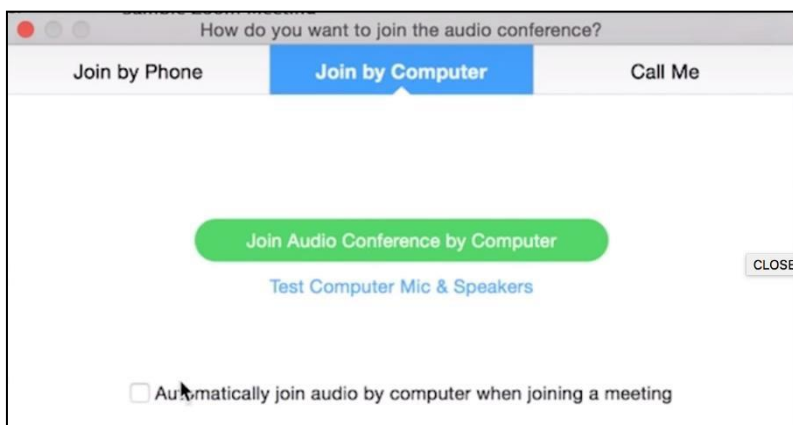 How do you want to join the audio conference?
Join by Phone Join by Computer Call Me
Join Audio Conference by Computer
CLOSE
Test Computer Mic & Speakers
Automatically join audio by computer when joining a meeting